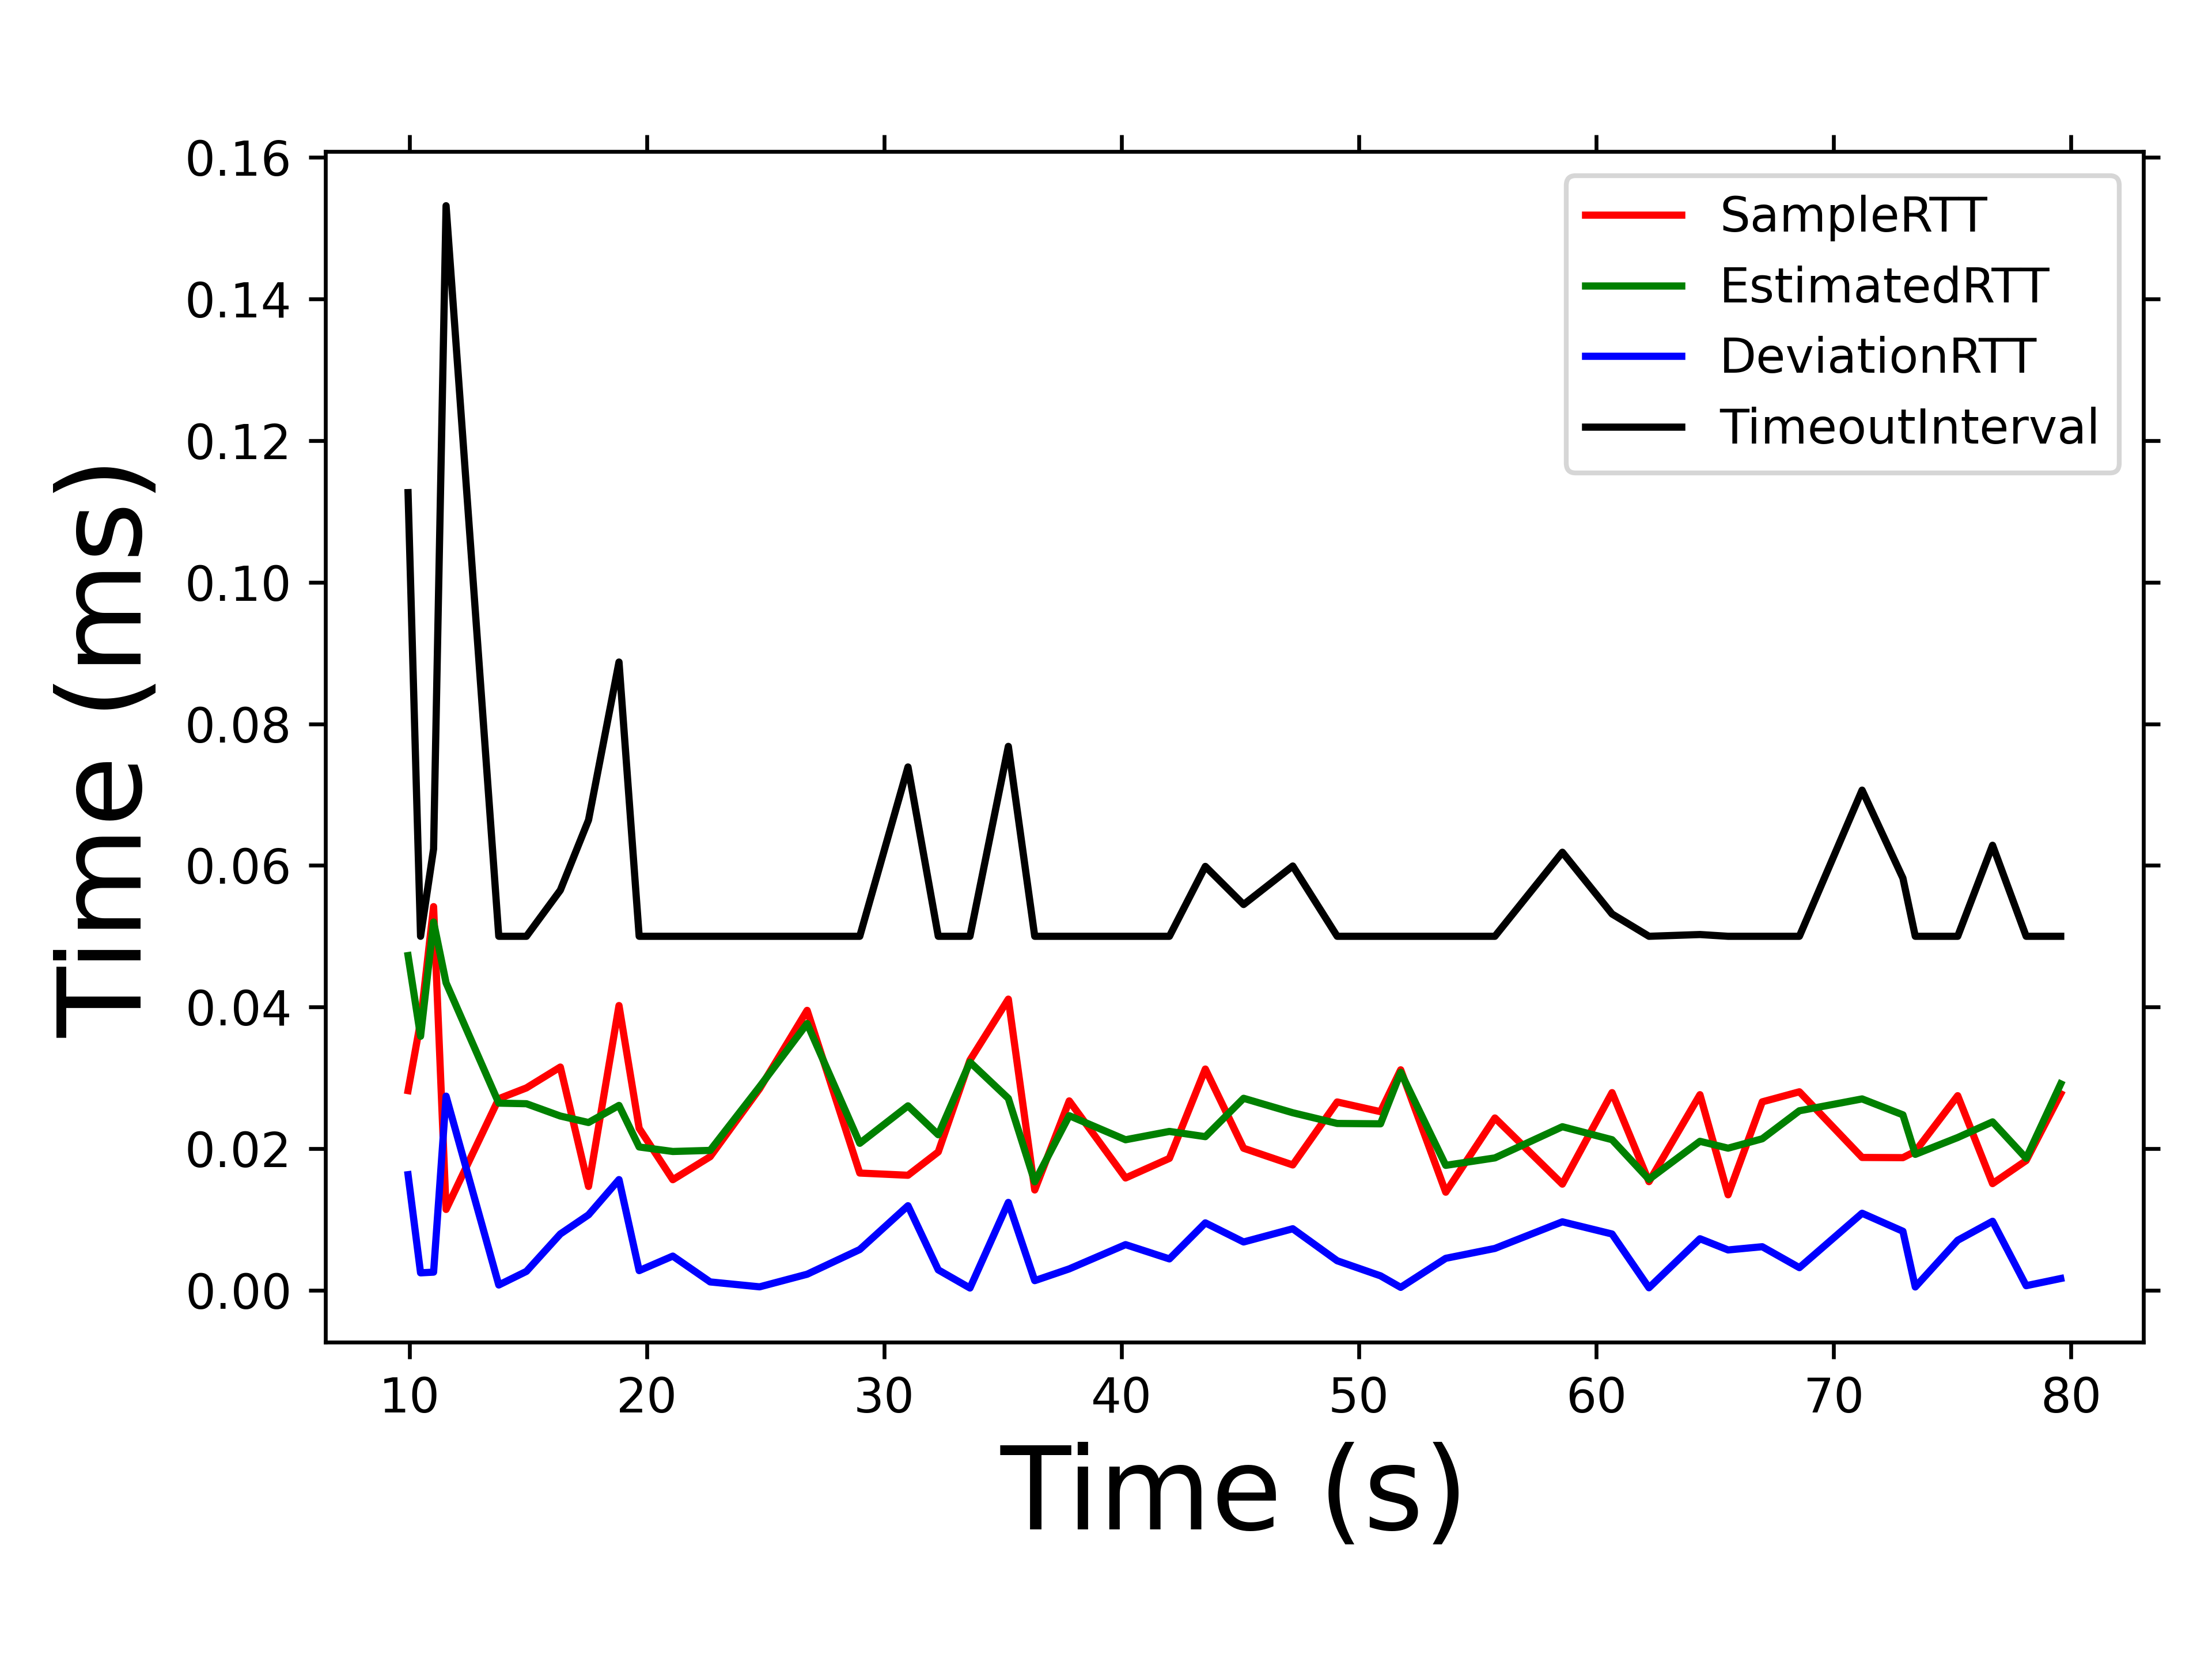 Time (ms)
0.16
0.14
0.12
0.10
0.08
0.06
0.04
0.02
0.00
SampleRTT
EstimatedRTT
DeviationRTT
TimeoutInterval
10 20 30 40 50 60 70 80
Time (s)